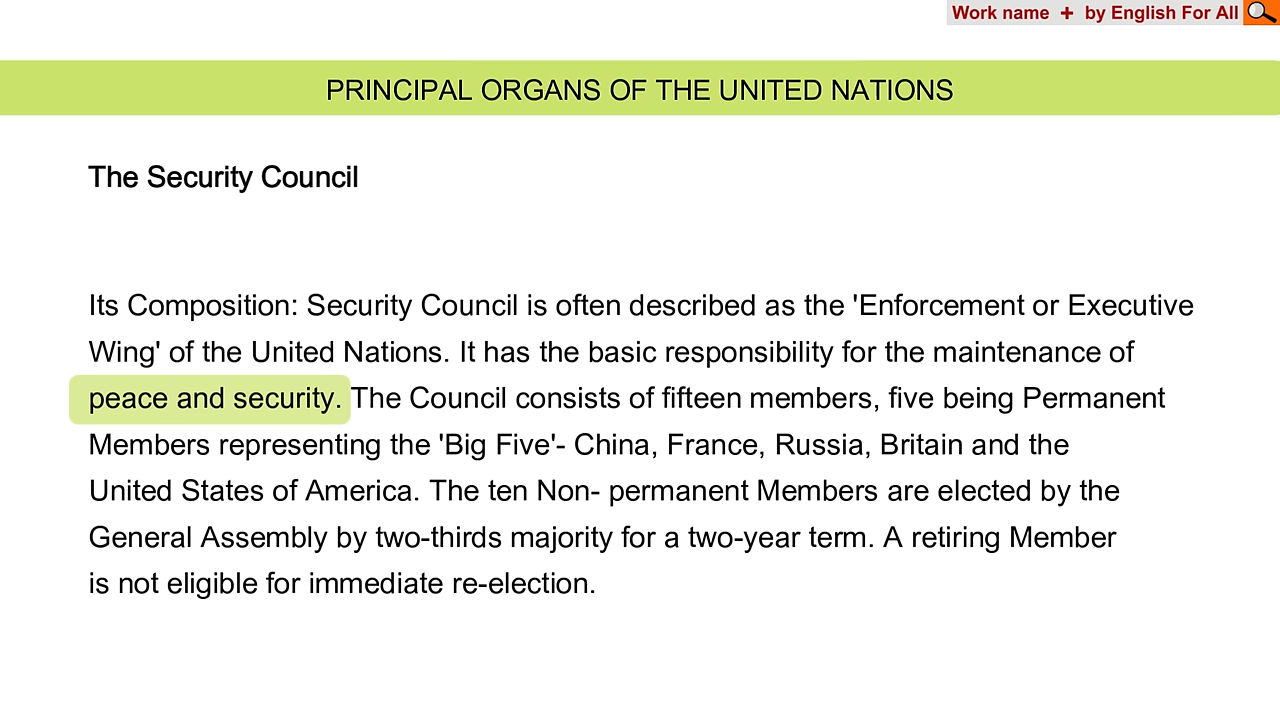 Work name + by English For All
PRINCIPAL ORGANS OF THE UNITED NATIONS
The Security Council
Its Composition: Security Council is often described as the 'Enforcement or Executive
Wing' of the United Nations. It has the basic responsibility for the maintenance of
peace and security. The Council consists of fifteen members, five being Permanent
Members representing the 'Big Five'- China, France, Russia, Britain and the
United States of America. The ten Non- permanent Members are elected by the
General Assembly by two-thirds majority for a two-year term. A retiring Member
is not eligible for immediate re-election.